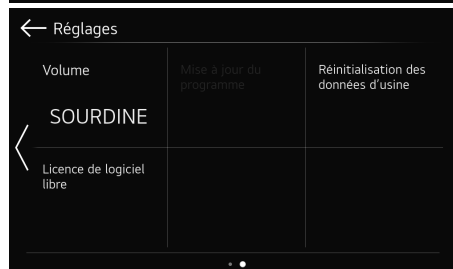 Réglages
Volume
SOURDINE
Mise à jour du
programme
Réinitialisation des
données d'usine
Licence de logiciel
libre